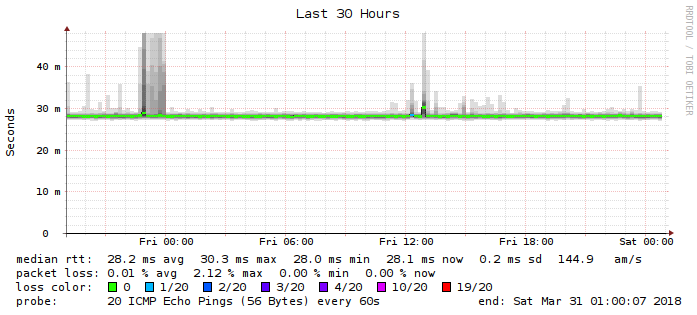 Last 30 Hours
RRDTOOL / TOBI OETIKER
Seconds
40 m
30 m
20 m
10 m
0
Fri 00:00 Fri 06:00 Fri 12:00 Fri 18:00 Sat 00:00
median rtt: 28.2 ms avg 30.3 ms max 28.0 ms min 28.1 ms now 0.2 ms sd 144.9 am/s
packet loss: 0.01 % avg 2.12 % max 0.00 % min 0.00 % now
loss color: 0 1/20 2/20 3/20 4/20 10/20 19/20
probe: 20 ICMP Echo Pings (56 Bytes) every 60s end: Sat Mar 31 01:00:07 2018